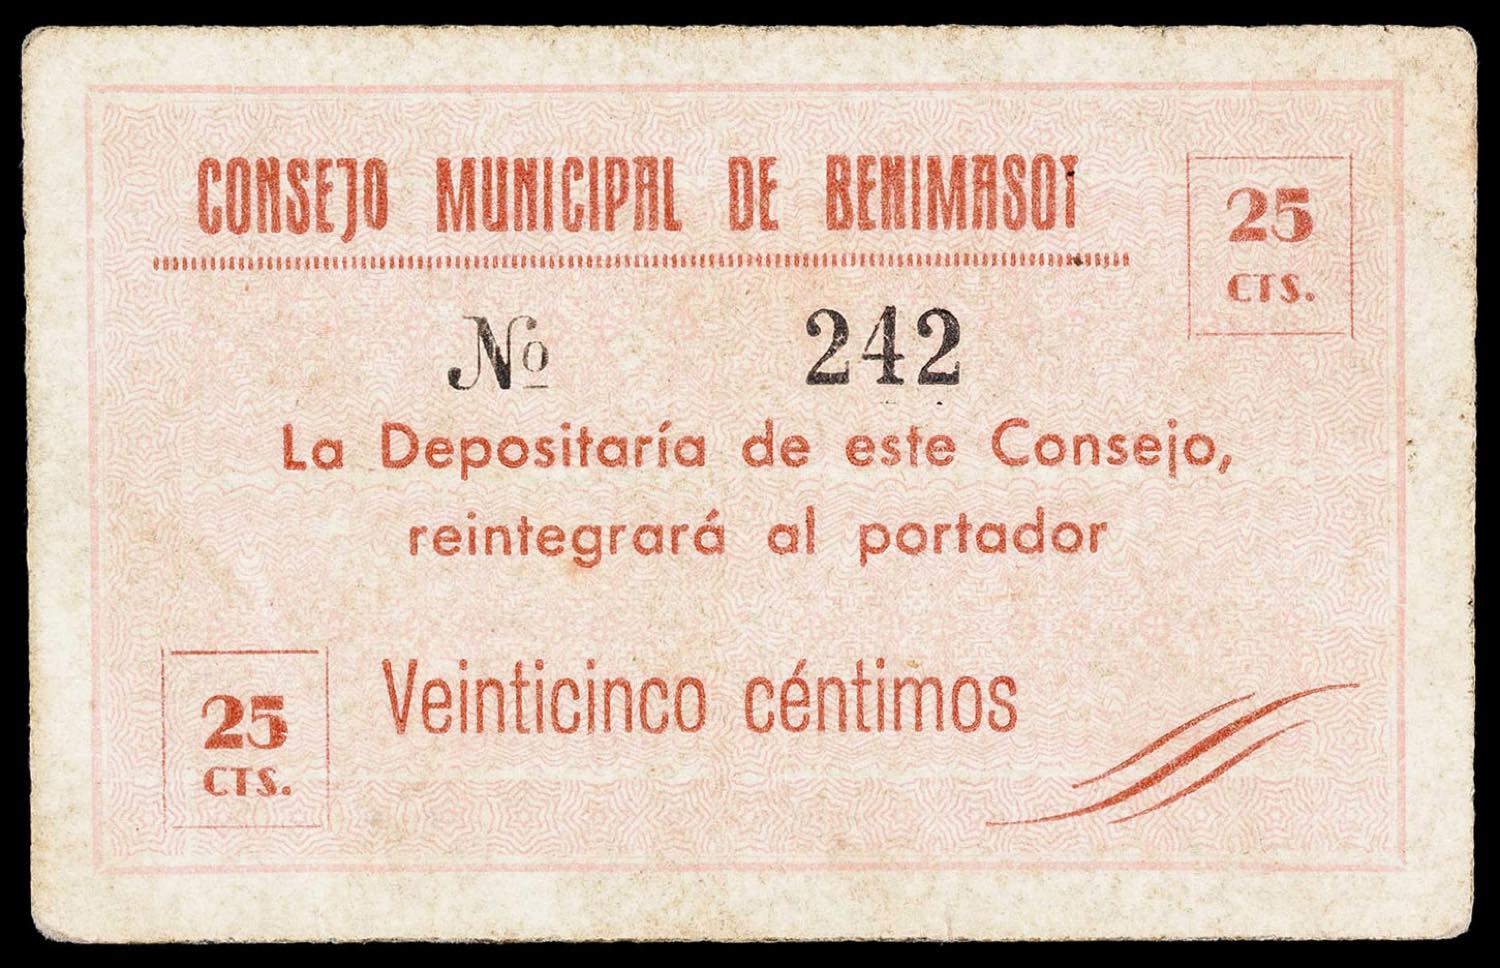 CONSEJO MUNICIPAL DE BENIMASOT
25
CTS.
Nº 242
La Depositaría de este Consejo,
reintegrará al portador
Veinticinco céntimos
25
CTS.